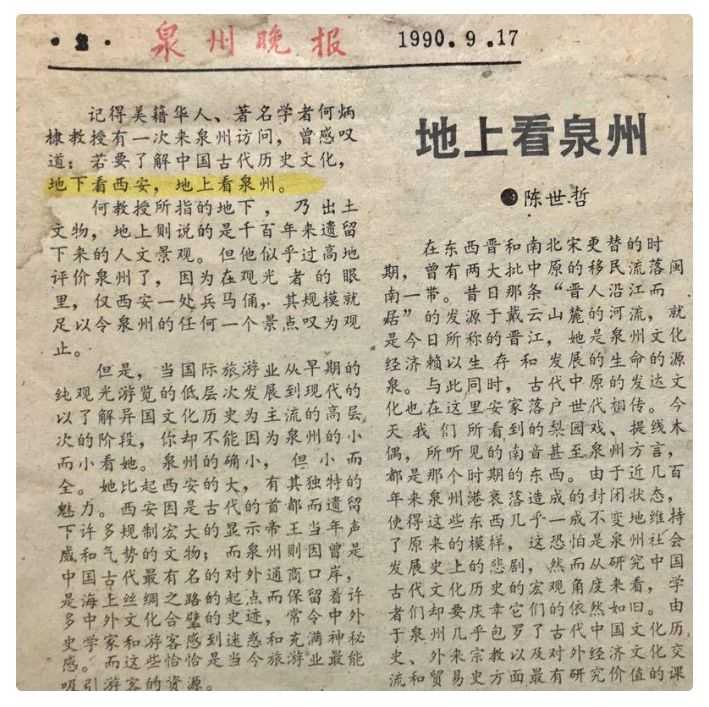 ·2· 泉州晚报 1990.9.17
记得美籍华人、著名学者何炳
棣教授有一次来泉州访问，曾感叹
道：若要了解中国古代历史文化，
地下看西安，地上看泉州。
何教授所指的地下，乃出土
文物，地上则说的是千百年来遗留
下来的人文景观。但他似乎过高地
评价泉州了，因为在观光者的眼
里，仅西安一处兵马俑，其规模就
足以令泉州的任何一个景点叹为观
止。
但是，当国际旅游业从早期的
纯观光游览的低层次发展到现代的
以了解异国文化历史为主流的高层
次的阶段，你却不能因为泉州的小
而小看她。泉州的确小，但小而
全。她比起西安的大，有其独特的
魅力。西安因是古代的首都而遗留
下许多规制宏大的显示帝王当年声
威和气势的文物；而泉州则因曾是
中国古代最有名的对外通商口岸，
是海上丝绸之路的起点而保留着许
多中外文化合璧的史迹，常令中外
史学家和游客感到迷惑和充满神秘
感。而这些恰恰是当今旅游业最能
吸引游客的资源。
地上看泉州
●陈世哲
在东西晋和南北宋更替的时
期，曾有两大批中原的移民流落闽
南一带。昔日那条“晋人沿江而
居”的发源于戴云山麓的河流，就
是今日所称的晋江，她是泉州文化
经济赖以生存和发展的生命的源
泉。与此同时，古代中原的发达文
化也在这里安家落户世代相传。今
天我们所看到的梨园戏、提线木
偶，所听见的南音甚至泉州方言，
都是那个时期的东西。由于近几百
年来泉州港衰落造成的封闭状态，
使得这些东西几乎一成不变地维持
了原来的模样，这恐怕是泉州社会
发展史上的悲剧，然而从研究中国
古代文化历史的宏观角度来看，学
者们却要庆幸它们的依然如旧。由
于泉州几乎包罗了古代中国文化历
史、外来宗教以及对外经济文化交
流和贸易史方面最有研究价值的课